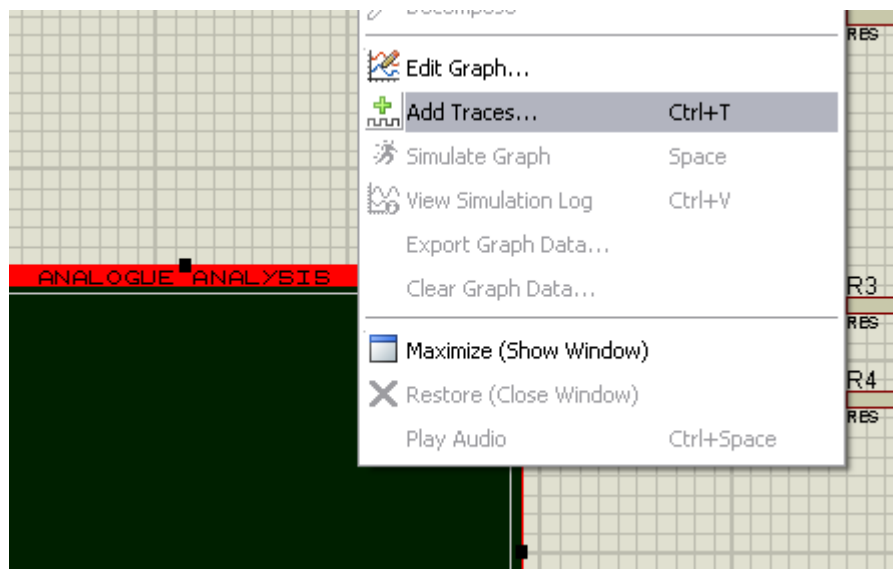 Decompose
RES
Edit Graph...
Add Traces... Ctrl+T
Simulate Graph Space
View Simulation Log Ctrl+V
Export Graph Data...
ANALOGUE ANALYSIS
Clear Graph Data...
R3
RES
Maximize (Show Window)
R4
Restore (Close Window)
RES
Play Audio Ctrl+Space